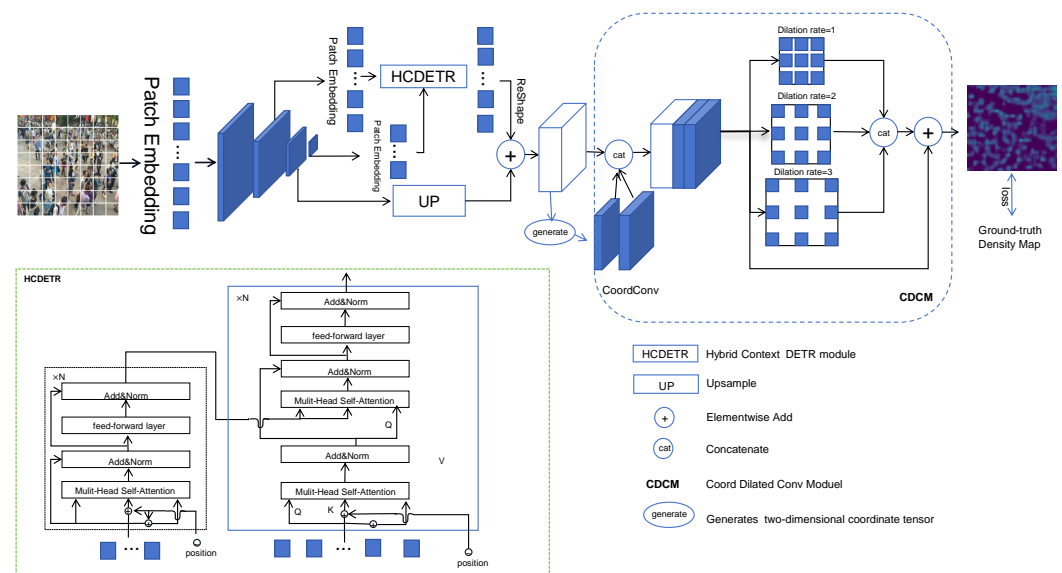 Patch Embedding
Patch Embedding
HCDETR
Patch Embedding
UP
ReShape
+
generate
cat
CoordConv
Dilation rate=1
Dilation rate=2
Dilation rate=3
cat
+
CDCM
loss
Ground-truth
Density Map
HCDETR
×N
Add&Norm
feed-forward layer
Add&Norm
Mulit-Head Self-Attention
position
×N
Add&Norm
feed-forward layer
Add&Norm
Mulit-Head Self-Attention
Q
Add&Norm
V
Mulit-Head Self-Attention
Q
K
position
HCDETR Hybrid Context DETR module
UP Upsample
+ Elementwise Add
cat Concatenate
CDCM Coord Dilated Conv Moduel
generate Generates two-dimensional coordinate tensor